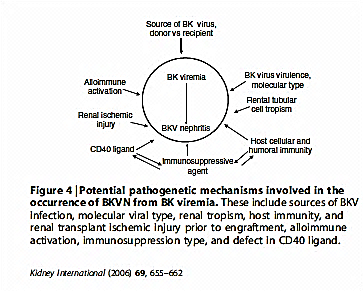 Source of BK virus,
donor vs recipient
BK viremia
Alloimmune
activation
BK virus virulence,
molecular type
Rental tubular
cell tropism
Renal ischemic
injury
BKV nephritis
CD40 ligand
Host cellular and
humoral immunity
Immunosuppressive
agent
Figure 4 | Potential pathogenetic mechanisms involved in the
occurrence of BKVN from BK viremia. These include sources of BKV
infection, molecular viral type, renal tropism, host immunity, and
renal transplant ischemic injury prior to engraftment, alloimmune
activation, immunosuppression type, and defect in CD40 ligand.
Kidney International (2006) 69, 655–662